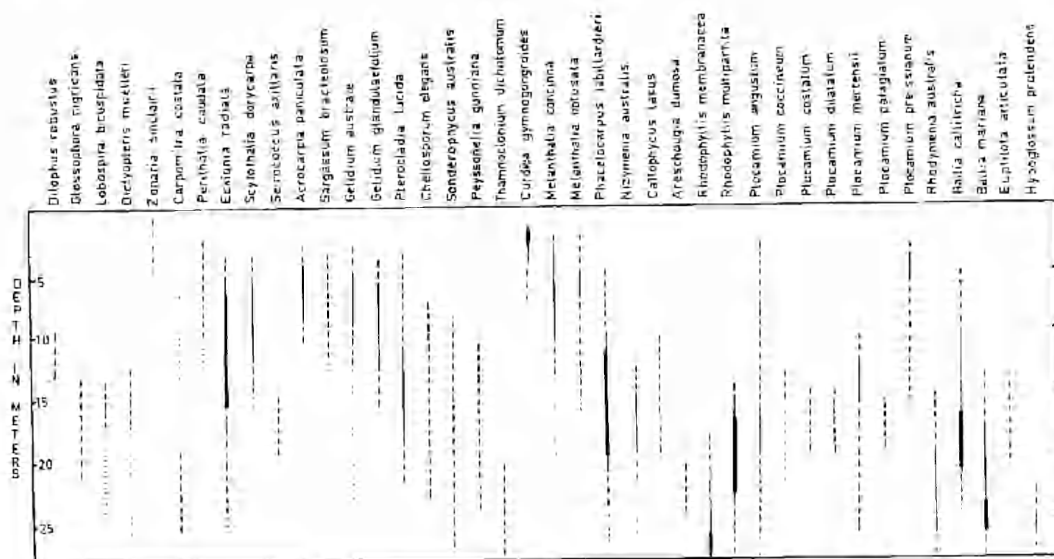 Dilophus robustus
Glossophora nigricans
Lobospira bicuspidata
Dictyopteris muelleri
Zonaria sinclairii
Carpomitra costata
Perithalia caudata
Ecklonia radiata
Scytothalia dorycarpa
Seirococcus axillaris
Acrocarpia paniculata
Sargassum bracteolosum
Gelidium australe
Gelidium glandulaefolium
Pterocladia lucida
Cheilosporum elegans
Sonderophycus australis
Peyssonelia gunniana
Thamnoclonium dichotomum
Curdiea gymnogongroides
Melanthalia concinna
Melanthalia obtusata
Phacelocarpus labillardieri
Nizymenia australis
Callophycus laxus
Areschougia dumosa
Rhodophyllis membranacea
Rhodophyllis multipartita
Plocamium angustum
Plocamium coccineum
Plocamium costatum
Plocamium dilatatum
Plocamium mertensii
Plocamium patagiatum
Plocamium preissianum
Rhodymenia australis
Ballia callitricha
Ballia mariana
Euptilota articulata
Hypoglossum protendens
DEPTH IN METERS
5
10
15
20
25